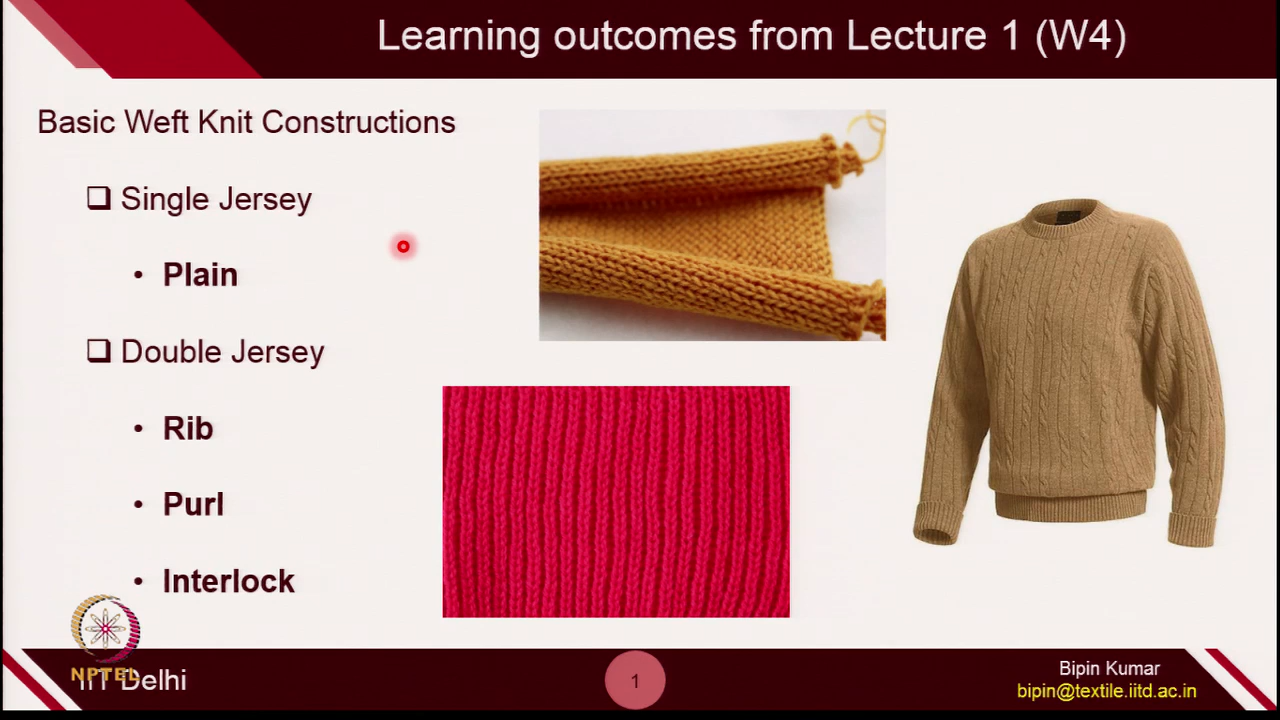 Learning outcomes from Lecture 1 (W4)
Basic Weft Knit Constructions
❑ Single Jersey
• Plain
❑ Double Jersey
• Rib
• Purl
• Interlock
NPTEL
IIT Delhi
1
Bipin Kumar
bipin@textile.iitd.ac.in